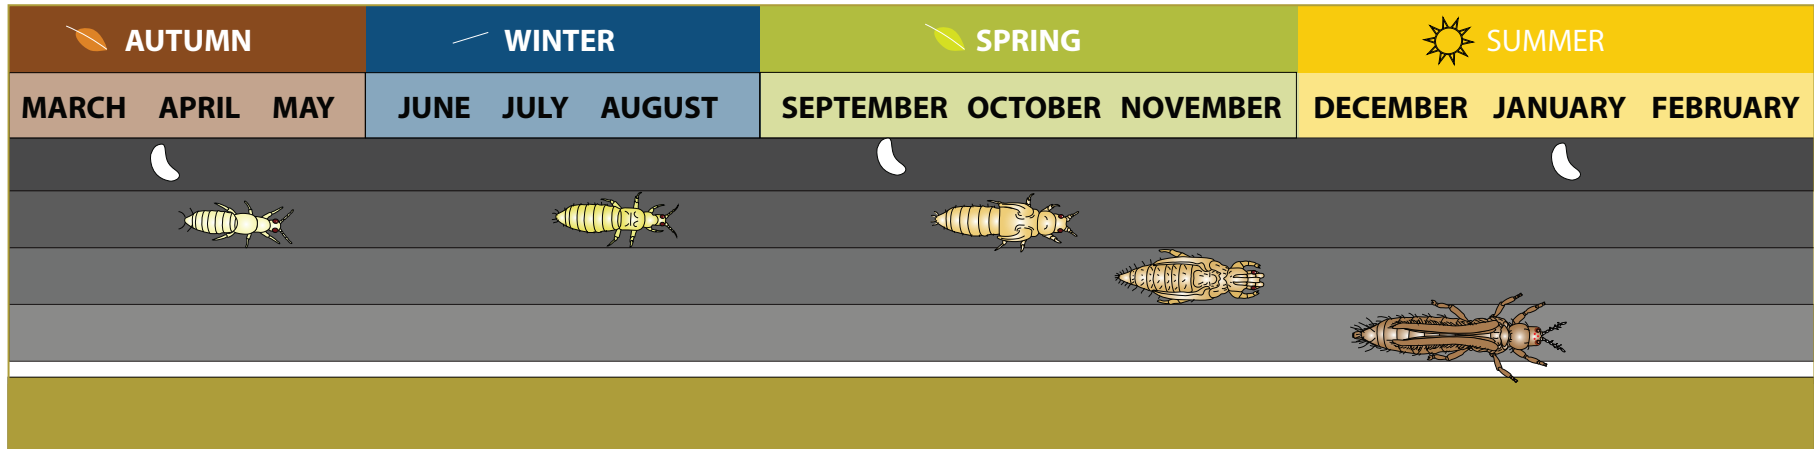 AUTUMN WINTER SPRING SUMMER
MARCH APRIL MAY JUNE JULY AUGUST SEPTEMBER OCTOBER NOVEMBER DECEMBER JANUARY FEBRUARY